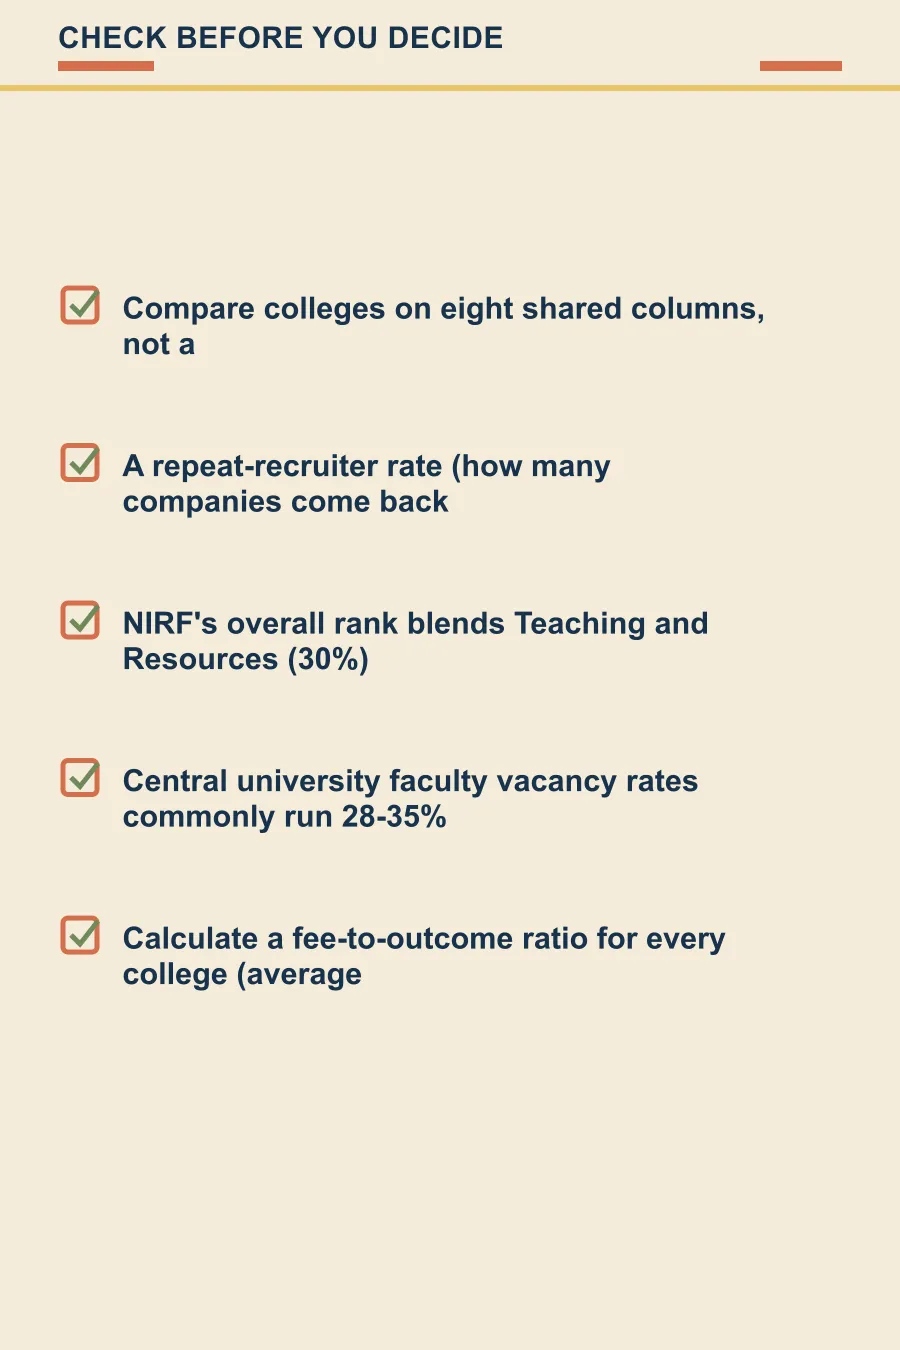 CHECK BEFORE YOU DECIDE
Compare colleges on eight shared columns,
not a
A repeat-recruiter rate (how many
companies come back
NIRF's overall rank blends Teaching and
Resources (30%)
Central university faculty vacancy rates
commonly run 28-35%
Calculate a fee-to-outcome ratio for every
college (average